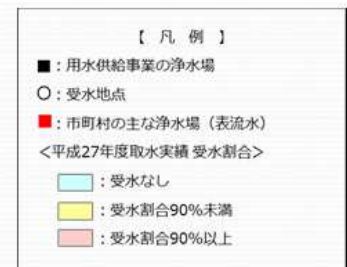 【 凡 例 】
■：用水供給事業の浄水場
○：受水地点
■：市町村の主な浄水場（表流水）
＜平成27年度取水実績 受水割合＞
：受水なし
：受水割合90%未満
：受水割合90%以上